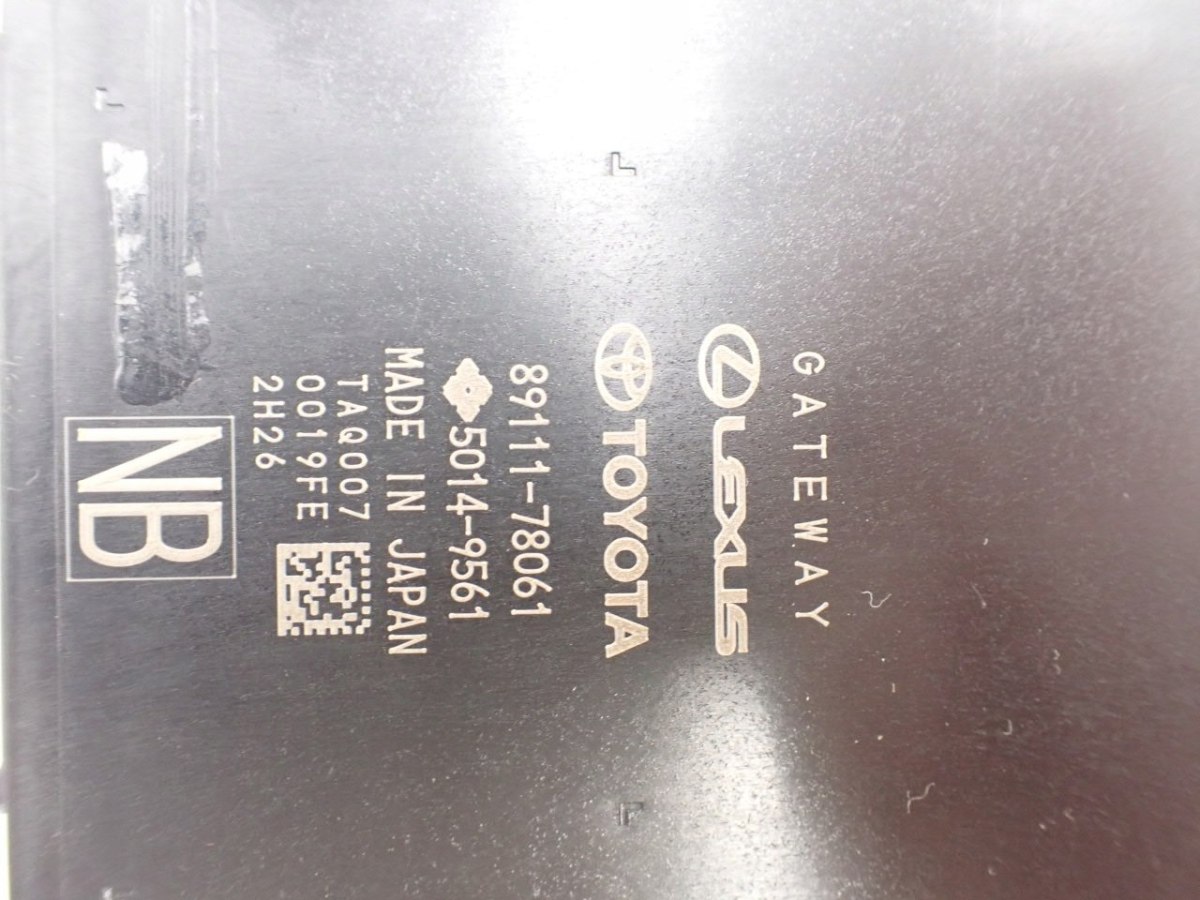 GATEWAY
LEXUS
TOYOTA
89111-78061
5014-9561
MADE IN JAPAN
TAQ007
0019FE
2H26
NB